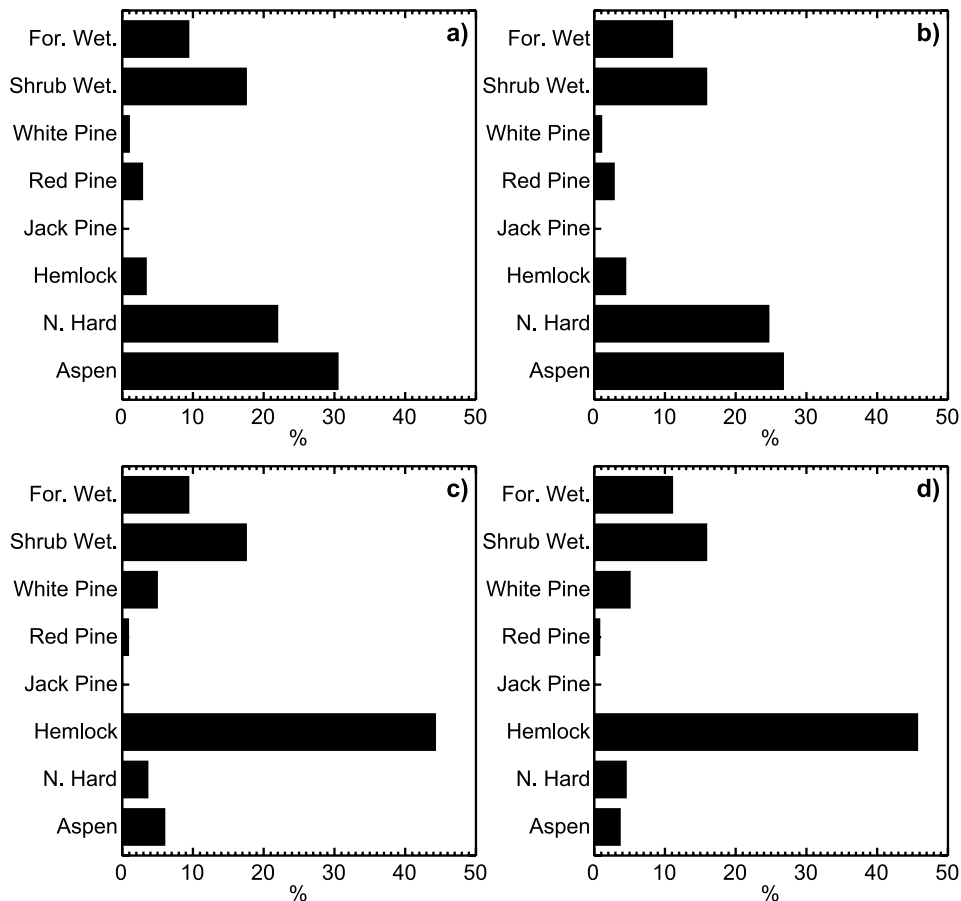 a)
For. Wet.
Shrub Wet.
White Pine
Red Pine
Jack Pine
Hemlock
N. Hard
Aspen
0 10 20 30 40 50
%
b)
For. Wet
Shrub Wet.
White Pine
Red Pine
Jack Pine
Hemlock
N. Hard
Aspen
0 10 20 30 40 50
%
c)
For. Wet.
Shrub Wet.
White Pine
Red Pine
Jack Pine
Hemlock
N. Hard
Aspen
0 10 20 30 40 50
%
d)
For. Wet.
Shrub Wet.
White Pine
Red Pine
Jack Pine
Hemlock
N. Hard
Aspen
0 10 20 30 40 50
%